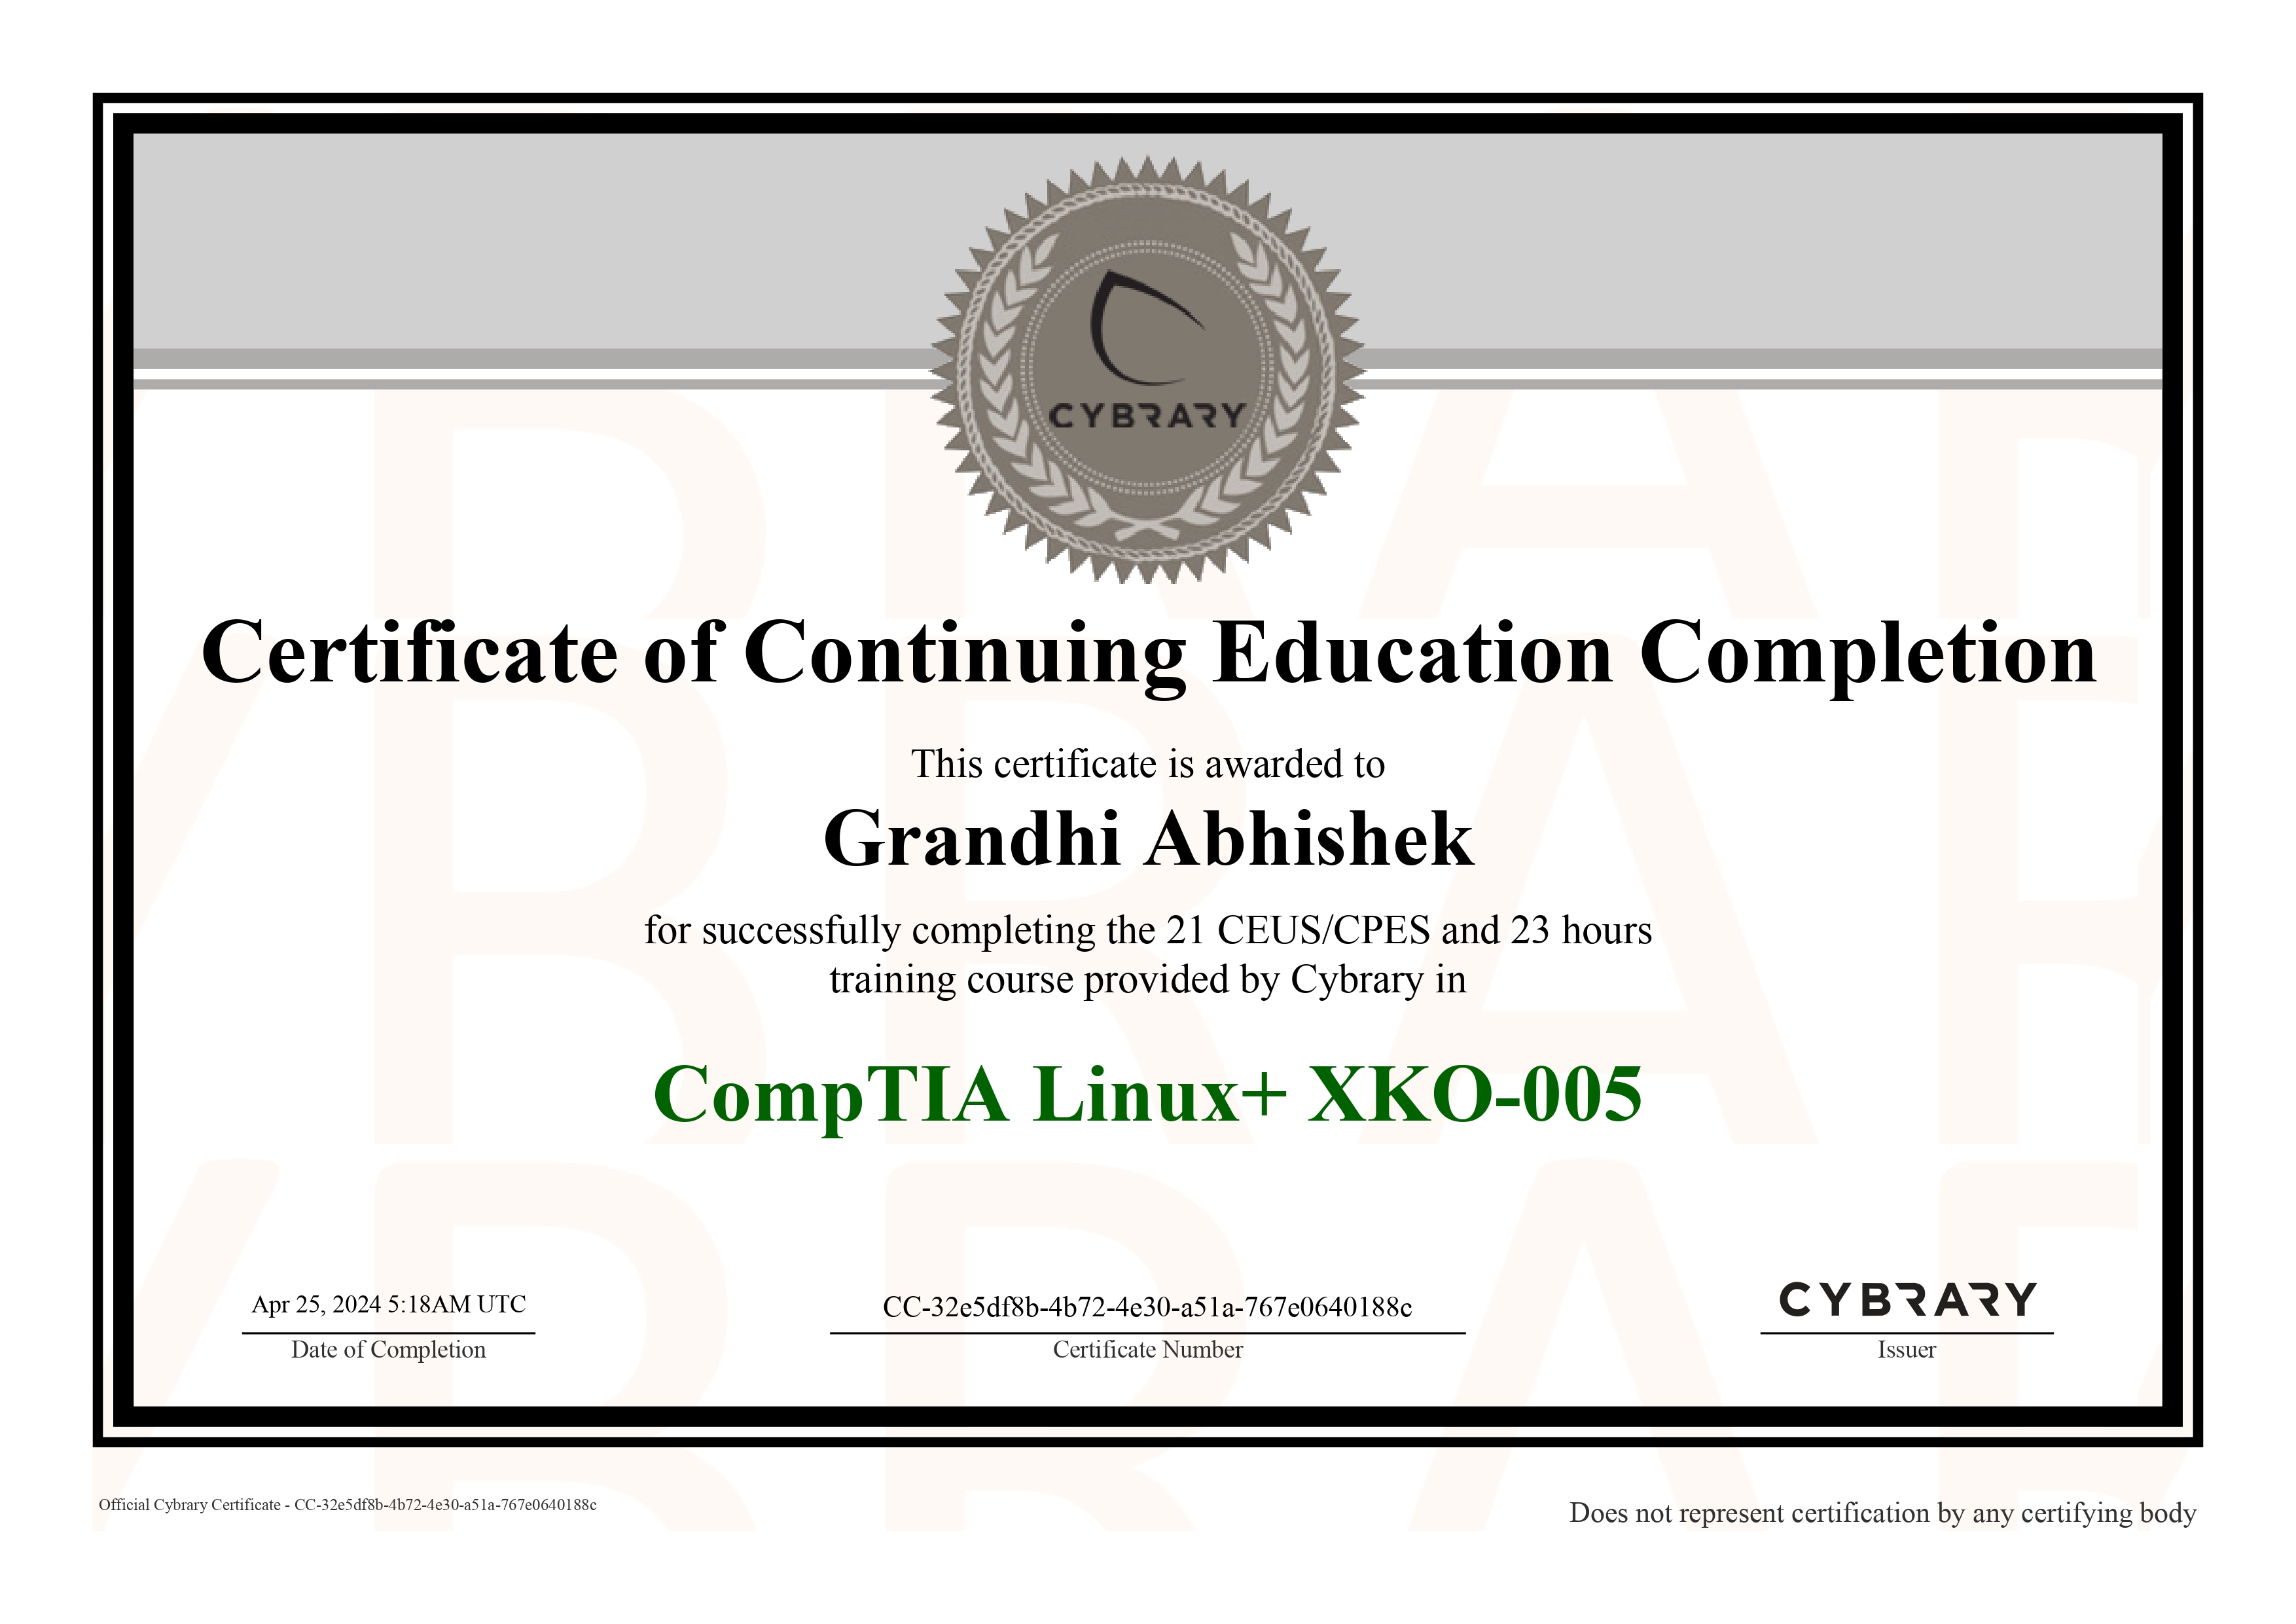 CYBRARY
Certificate of Continuing Education Completion
This certificate is awarded to
Grandhi Abhishek
for successfully completing the 21 CEUS/CPES and 23 hours
training course provided by Cybrary in
CompTIA Linux+ XKO-005
Apr 25, 2024 5:18AM UTC
Date of Completion
CC-32e5df8b-4b72-4e30-a51a-767e0640188c
Certificate Number
CYBRARY
Issuer
Official Cybrary Certificate - CC-32e5df8b-4b72-4e30-a51a-767e0640188c
Does not represent certification by any certifying body